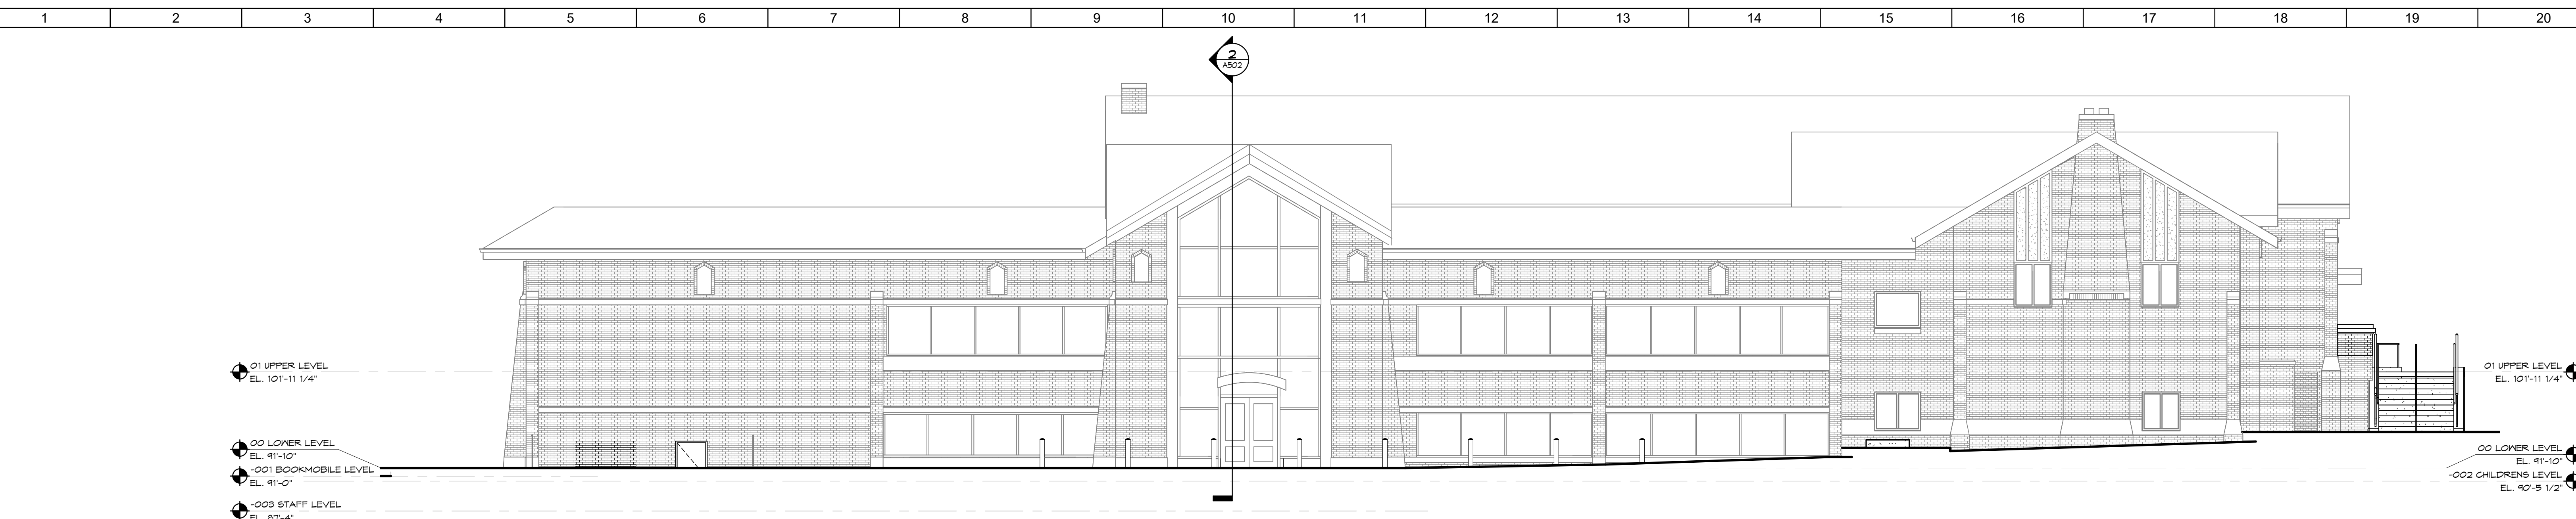 1 2 3 4 5 6 7 8 9 10 11 12 13 14 15 16 17 18 19 20
2
A502
01 UPPER LEVEL
EL. 101'-11 1/4"
01 UPPER LEVEL
EL. 101'-11 1/4"
00 LOWER LEVEL
EL. 91'-10"
-001 BOOKMOBILE LEVEL
EL. 91'-0"
00 LOWER LEVEL
EL. 91'-10"
-002 CHILDRENS LEVEL
EL. 90'-5 1/2"
-003 STAFF LEVEL
EL. 87'-4"